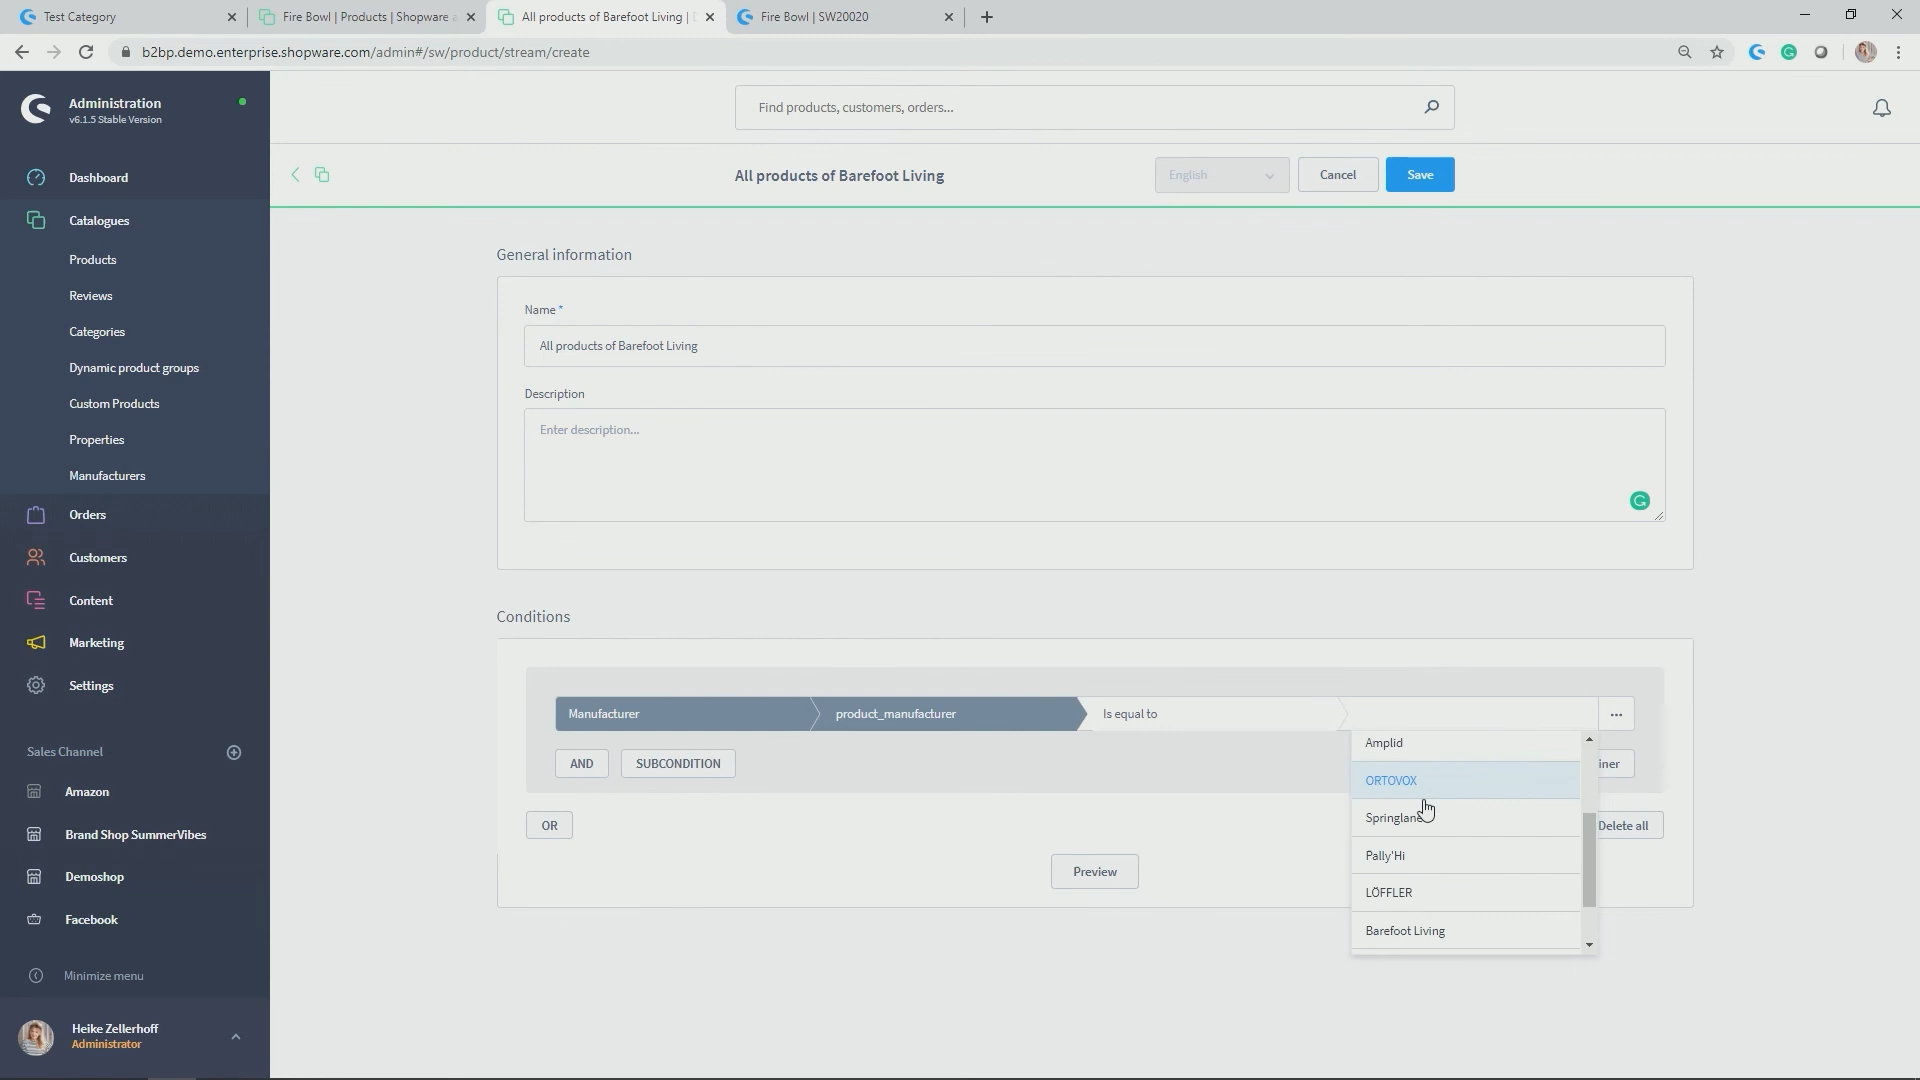 Test Category
Fire Bowl | Products | Shopware a
All products of Barefoot Living |
Fire Bowl | SW20020
b2bp.demo.enterprise.shopware.com/admin#/sw/product/stream/create
Administration
v6.1.5 Stable Version
Find products, customers, orders...
All products of Barefoot Living
English
Cancel
Save
Dashboard
Catalogues
Products
Reviews
Categories
Dynamic product groups
Custom Products
Properties
Manufacturers
Orders
Customers
Content
Marketing
Settings
Sales Channel
Amazon
Brand Shop SummerVibes
Demoshop
Facebook
Minimize menu
Heike Zellerhoff
Administrator
General information
Name *
All products of Barefoot Living
Description
Enter description...
Conditions
Manufacturer
product_manufacturer
Is equal to
...
AND
SUBCONDITION
iner
OR
Delete all
Preview
Amplid
ORTOVOX
Springlane
Pally'Hi
LÖFFLER
Barefoot Living